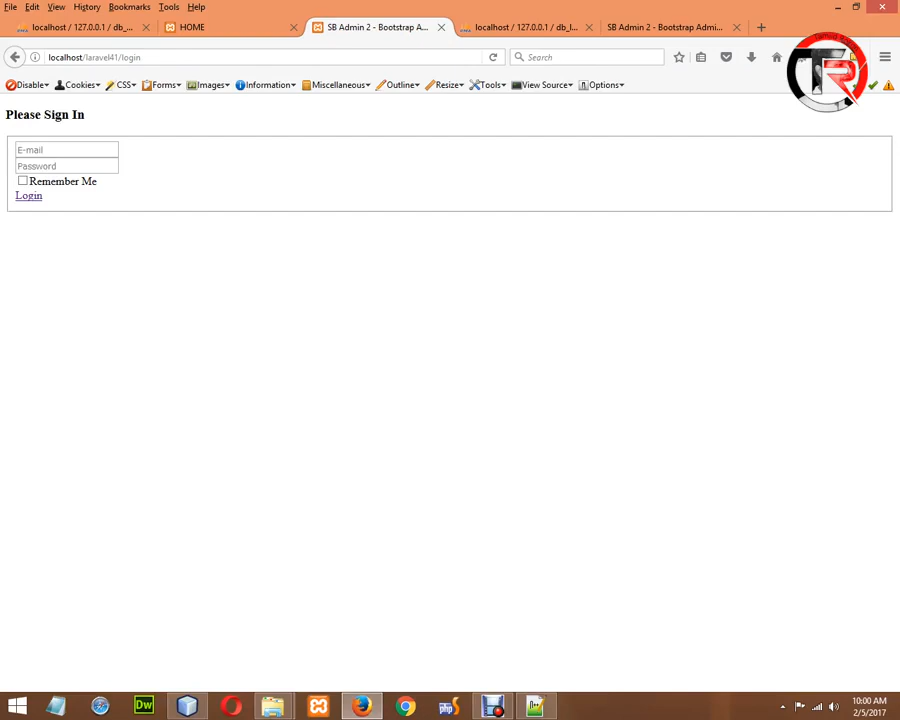 File Edit View History Bookmarks Tools Help
localhost / 127.0.0.1 / db_... HOME SB Admin 2 - Bootstrap A... localhost / 127.0.0.1 / db_l... SB Admin 2 - Bootstrap Admi...
localhost/laravel41/login Search
Disable Cookies CSS Forms Images Information Miscellaneous Outline Resize Tools View Source Options
Please Sign In
E-mail
Password
Remember Me
Login
Dw
10:00 AM
2/5/2017